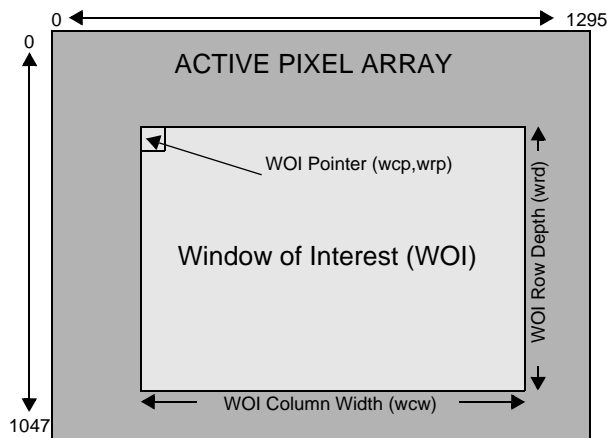 0
1295
0
ACTIVE PIXEL ARRAY
WOI Pointer (wcp,wrp)
Window of Interest (WOI)
WOI Row Depth (wrd)
WOI Column Width (wcw)
1047